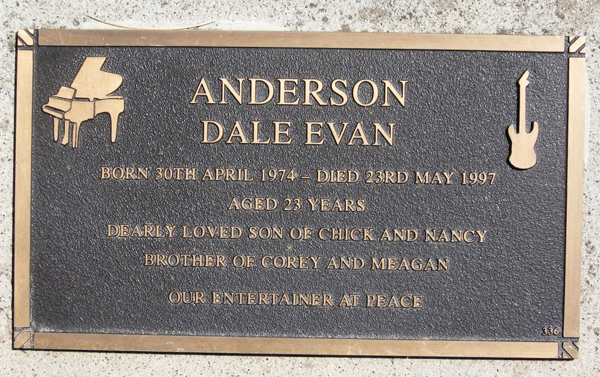 ANDERSON
DALE EVAN
BORN 30TH APRIL 1974 – DIED 23RD MAY 1997
AGED 23 YEARS
DEARLY LOVED SON OF CHICK AND NANCY
BROTHER OF COREY AND MEAGAN
OUR ENTERTAINER AT PEACE
336